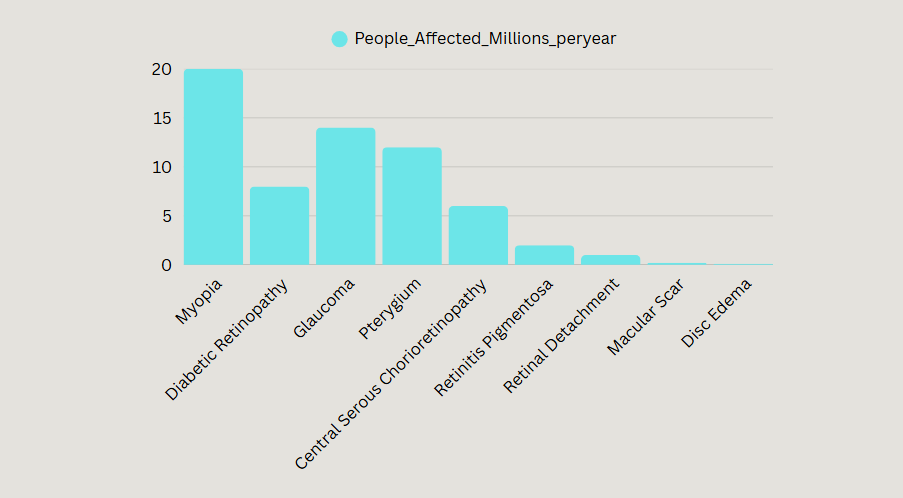 People_Affected_Millions_peryear
20
15
10
5
0
Myopia
Diabetic Retinopathy
Glaucoma
Pterygium
Central Serous Chorioretinopathy
Retinitis Pigmentosa
Retinal Detachment
Macular Scar
Disc Edema